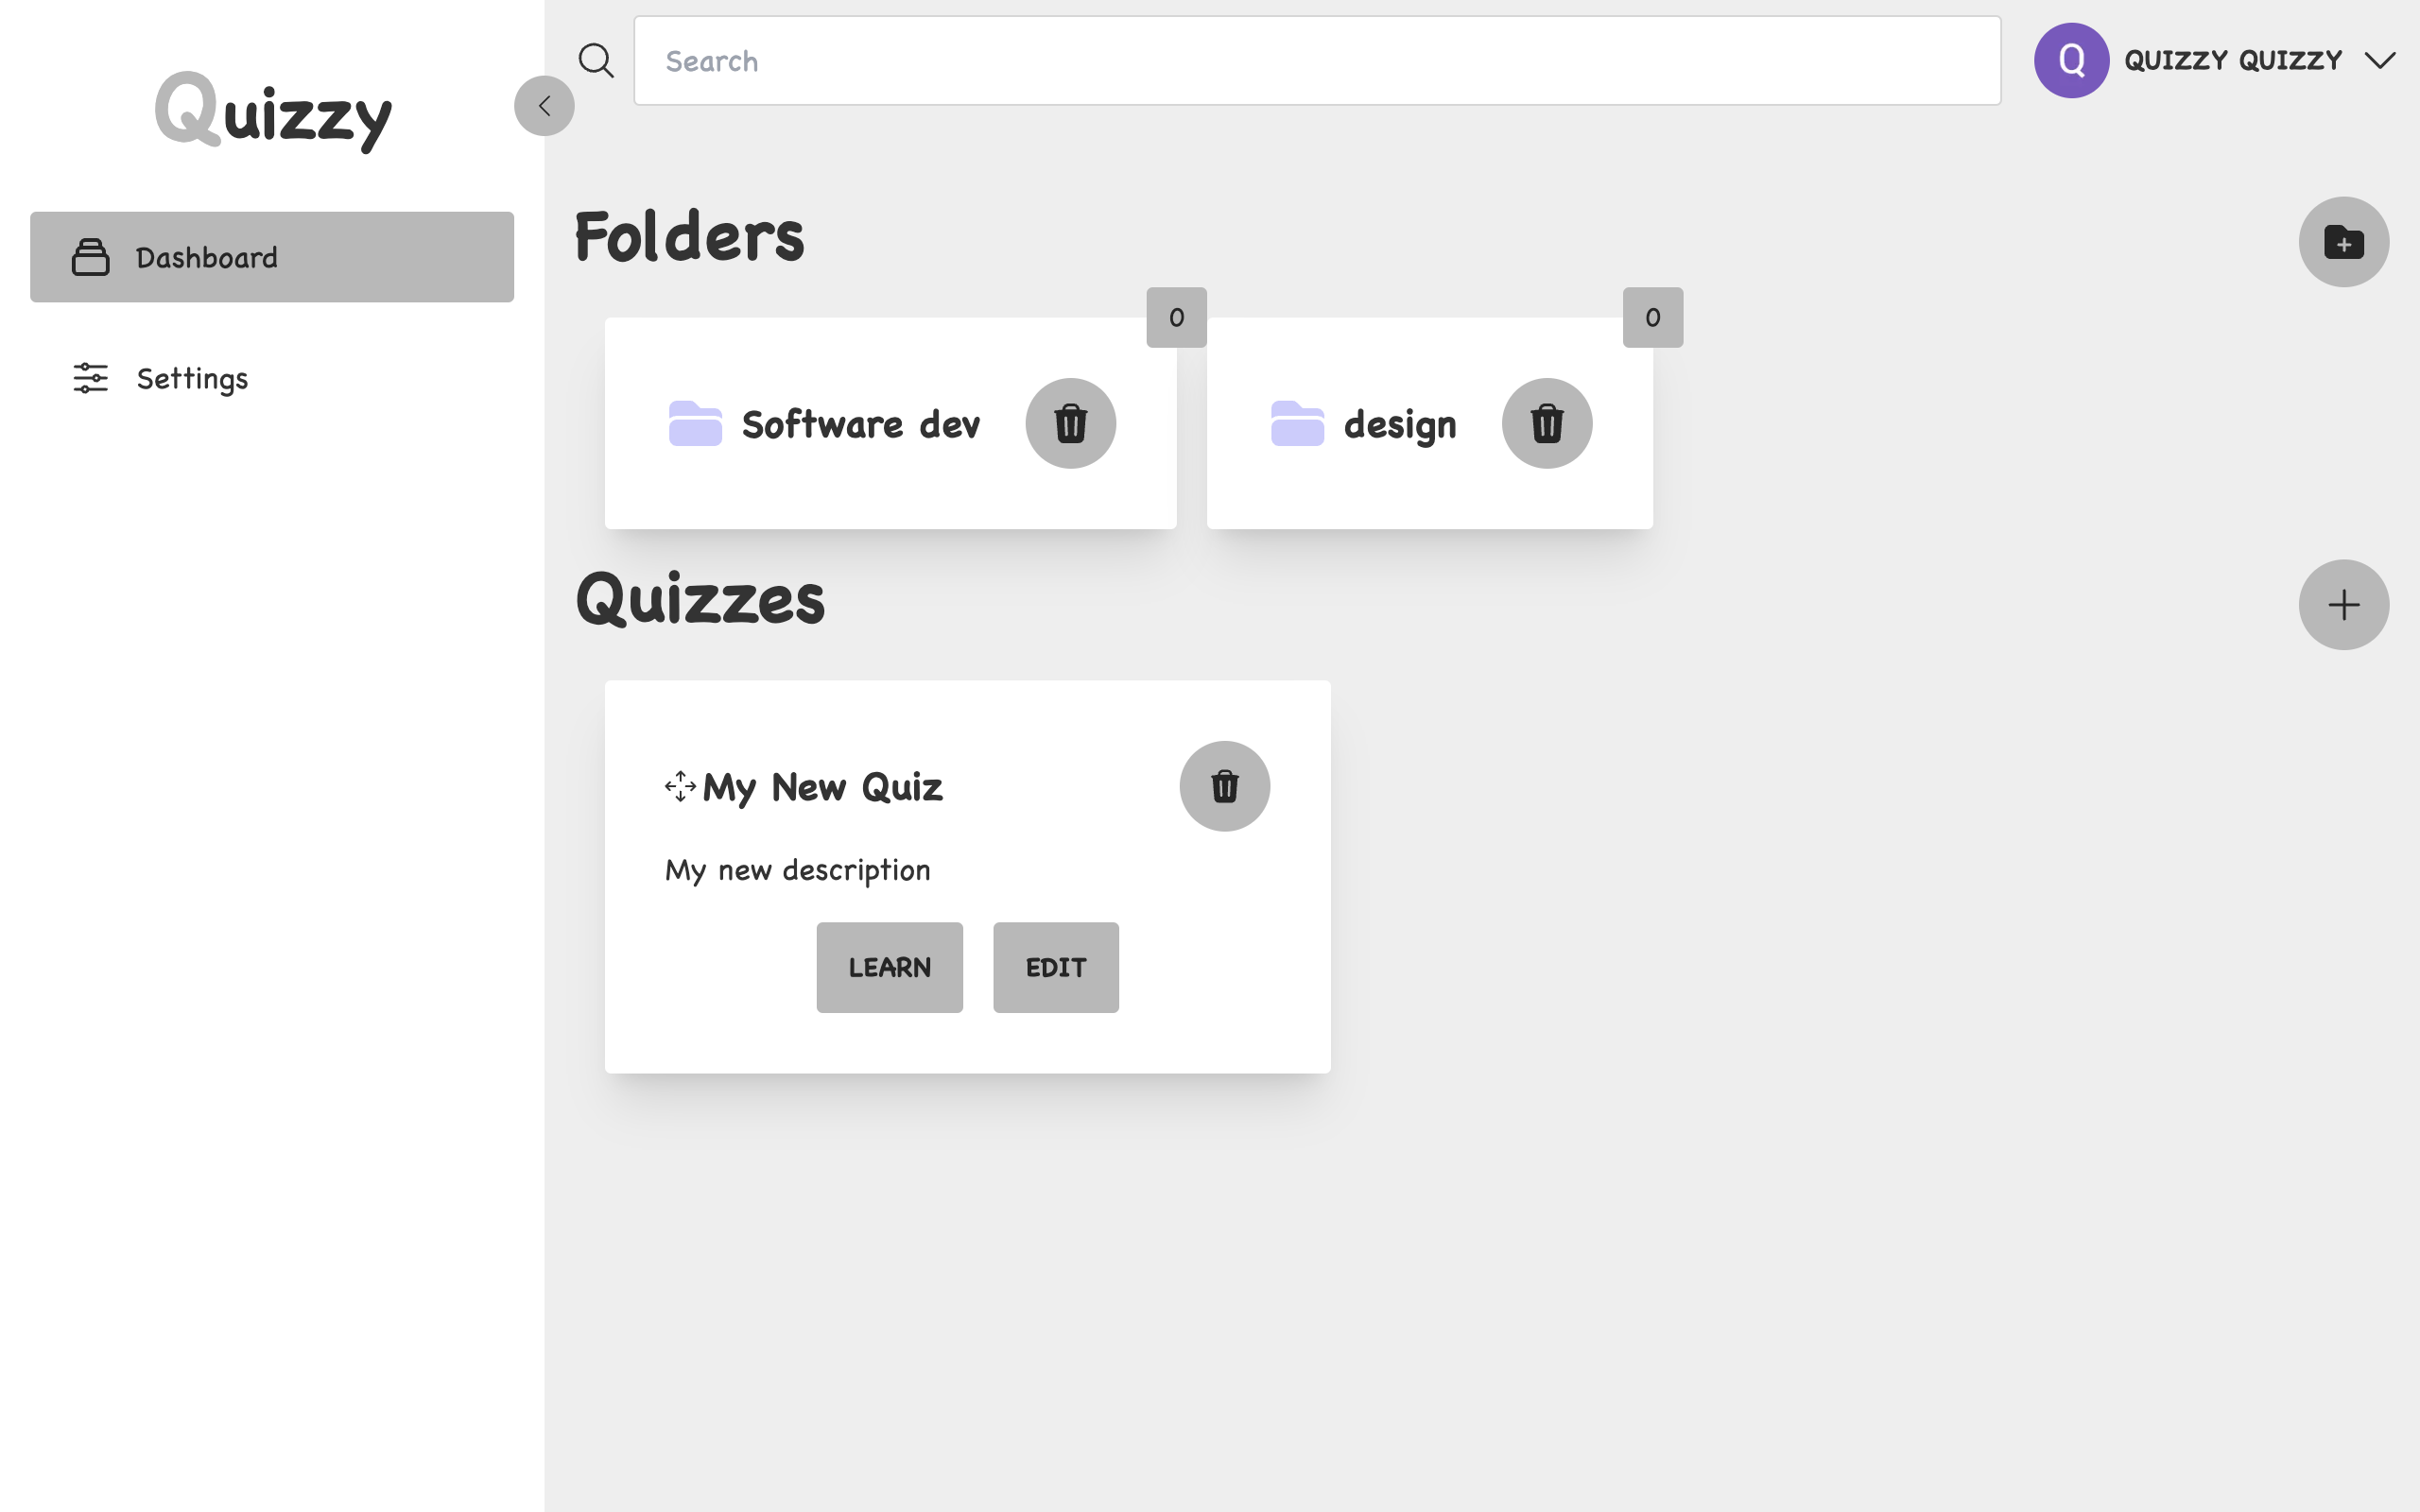 Quizzy
Search
Q
QUIZZY QUIZZY
Dashboard
Settings
Folders
0
0
Software dev
design
Quizzes
My New Quiz
My new description
LEARN
EDIT